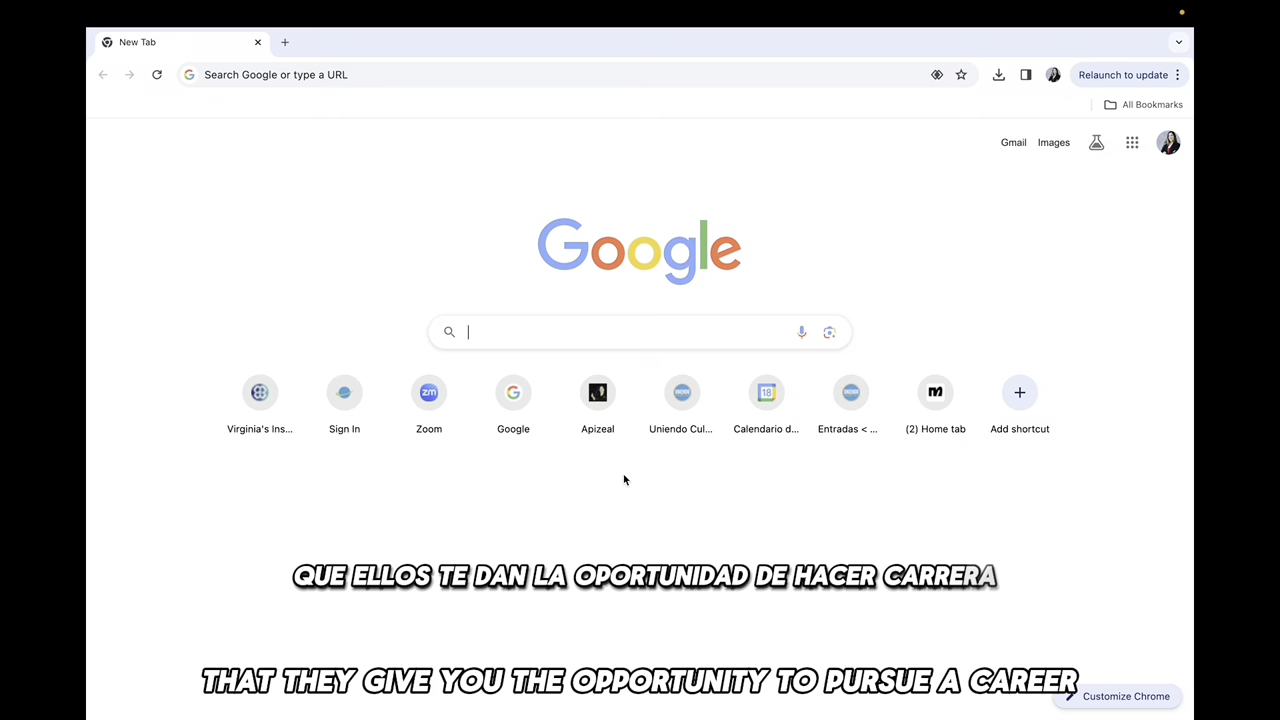 New Tab
Search Google or type a URL
Relaunch to update
All Bookmarks
Gmail Images
Google
Virginia's Ins...
Sign In
zm
Zoom
Google
Apizeal
Uniendo Cul...
18
Calendario d...
Entradas < ...
(2) Home tab
Add shortcut
QUE ELLOS TE DAN LA OPORTUNIDAD DE HACER CARRERA
THAT THEY GIVE YOU THE OPPORTUNITY TO PURSUE A CAREER
Customize Chrome